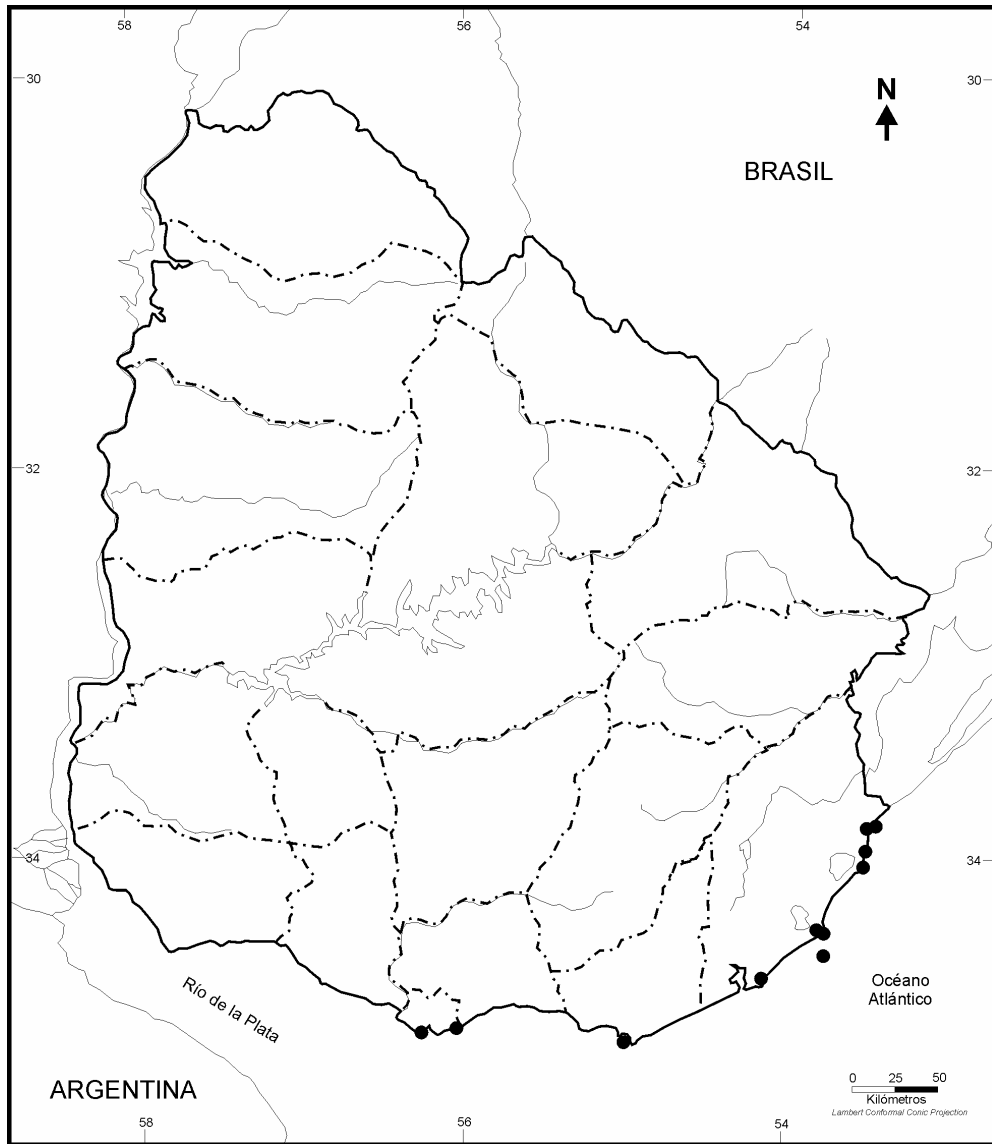 58
56
54
30
30
N
BRASIL
32
32
34
34
Río de la Plata
Océano
Atlántico
ARGENTINA
0 25 50
Kilómetros
Lambert Conformal Conic Projection
58
56
54